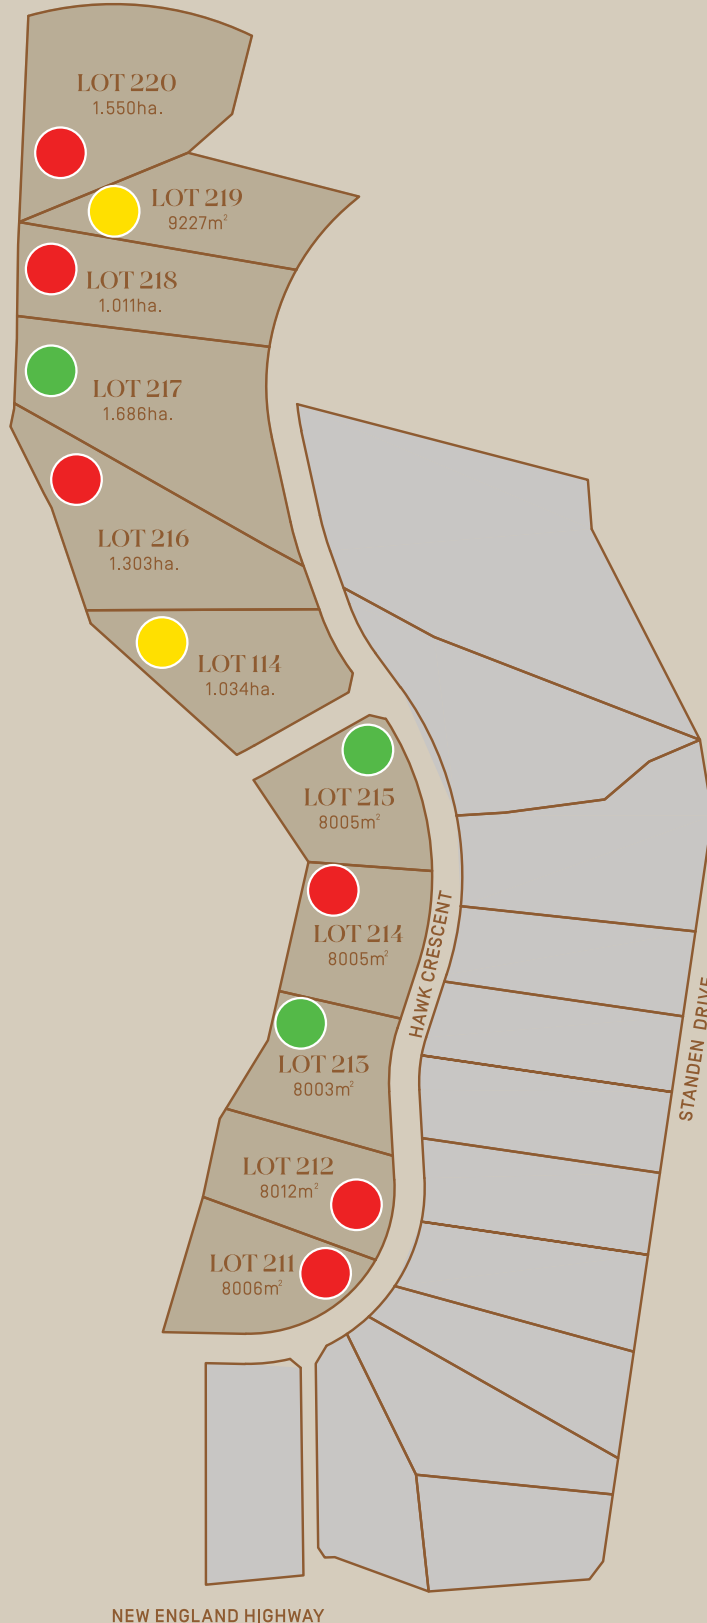 LOT 220
1.550ha.
LOT 219
9227m²
LOT 218
1.011ha.
LOT 217
1.686ha.
LOT 216
1.303ha.
LOT 114
1.034ha.
LOT 215
8005m²
LOT 214
8005m²
HAWK CRESCENT
STANDEN DRIVE
LOT 213
8003m²
LOT 212
8012m²
LOT 211
8006m²
NEW ENGLAND HIGHWAY